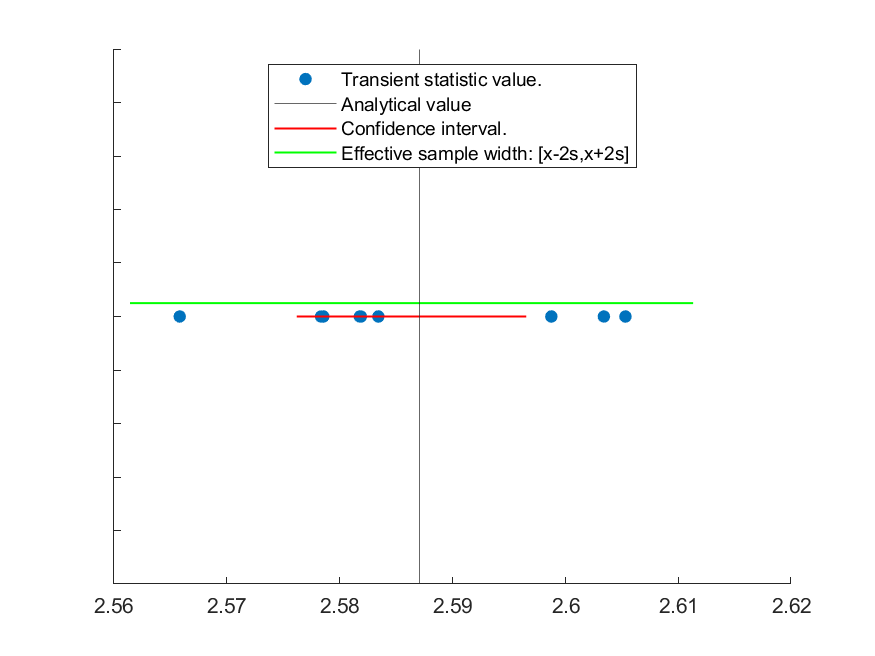 Transient statistic value.
Analytical value
Confidence interval.
Effective sample width: [x-2s,x+2s]
2.56 2.57 2.58 2.59 2.6 2.61 2.62